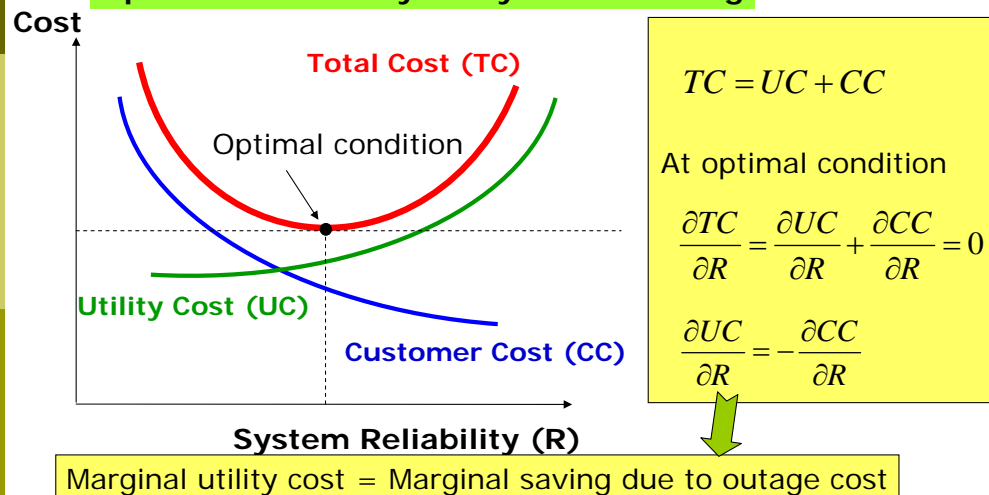 Cost
Total Cost (TC)
Optimal condition
Utility Cost (UC)
Customer Cost (CC)
System Reliability (R)
TC = UC + CC
At optimal condition
∂TC/∂R = ∂UC/∂R + ∂CC/∂R = 0
∂UC/∂R = − ∂CC/∂R
Marginal utility cost = Marginal saving due to outage cost